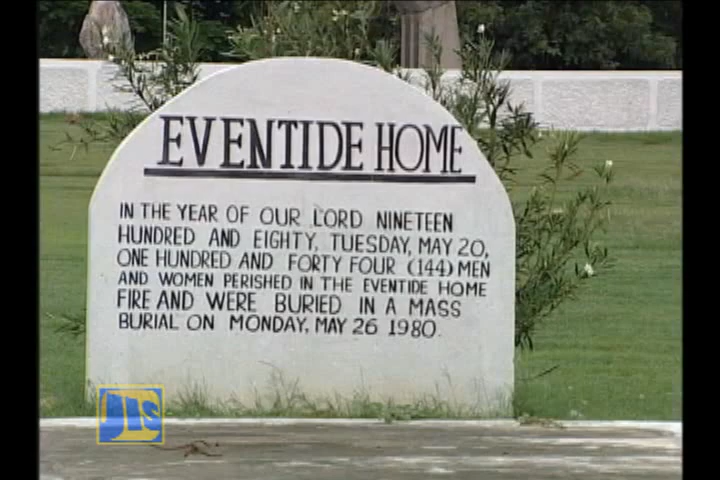 EVENTIDE HOME
IN THE YEAR OF OUR LORD NINETEEN
HUNDRED AND EIGHTY, TUESDAY, MAY 20,
ONE HUNDRED AND FORTY FOUR (144) MEN
AND WOMEN PERISHED IN THE EVENTIDE HOME
FIRE AND WERE BURIED IN A MASS
BURIAL ON MONDAY, MAY 26 1980.
JIS